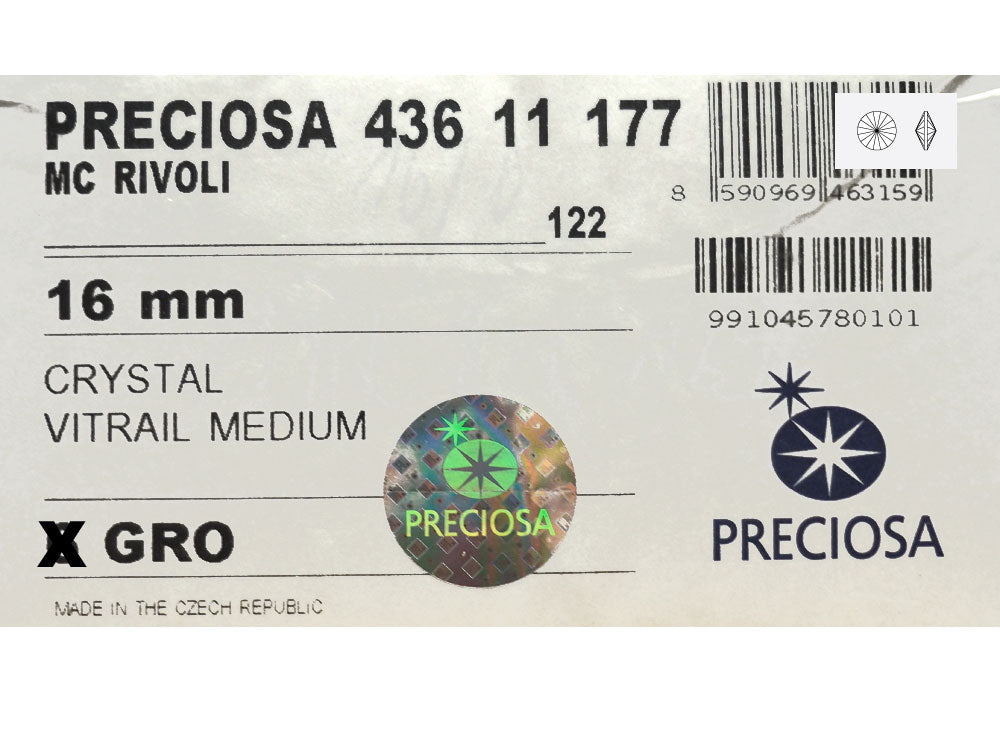 PRECIOSA 436 11 177
MC RIVOLI
8 590969 463159
122
16 mm
991045780101
CRYSTAL
VITRAIL MEDIUM
PRECIOSA
PRECIOSA
X GRO
MADE IN THE CZECH REPUBLIC